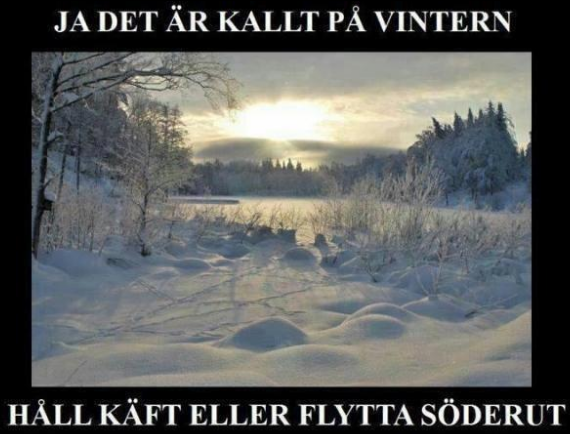 JA DET ÄR KALLT PÅ VINTERN
HÅLL KÄFT ELLER FLYTTA SÖDERUT